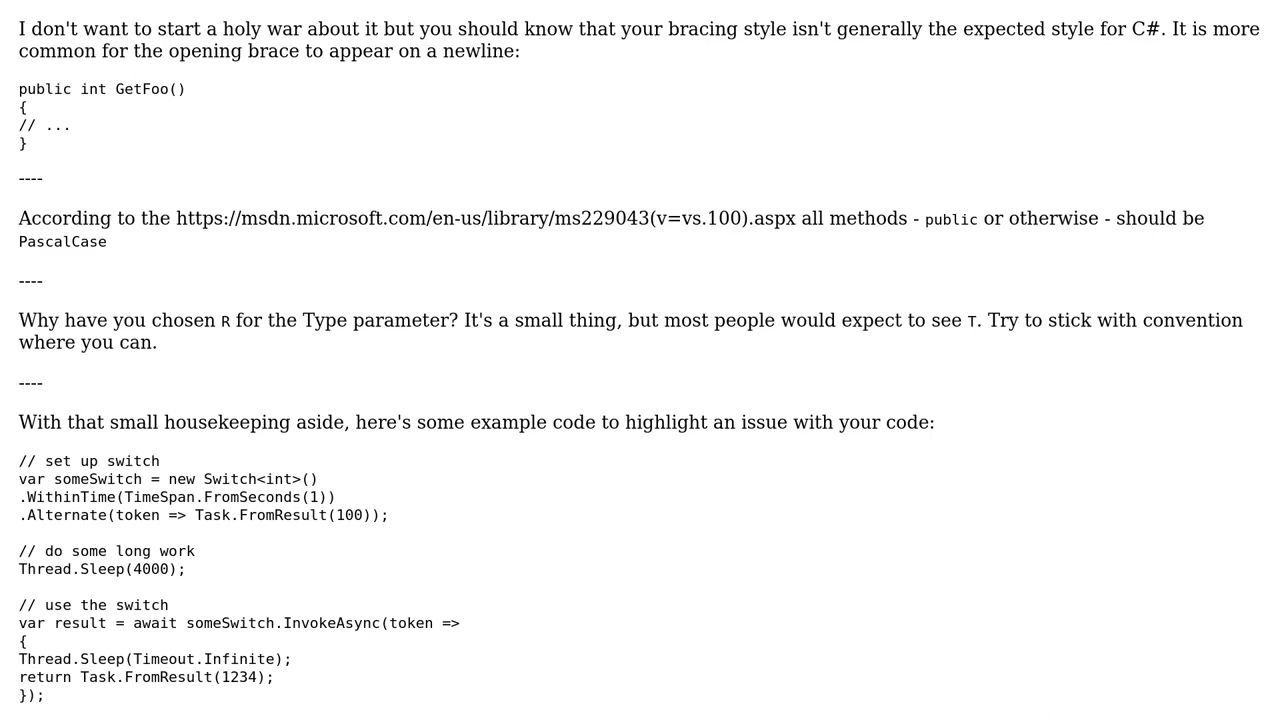 I don't want to start a holy war about it but you should know that your bracing style isn't generally the expected style for C#. It is more
common for the opening brace to appear on a newline:
public int GetFoo()
{
// ...
}
----
According to the https://msdn.microsoft.com/en-us/library/ms229043(v=vs.100).aspx all methods - public or otherwise - should be
PascalCase
----
Why have you chosen R for the Type parameter? It's a small thing, but most people would expect to see T. Try to stick with convention
where you can.
----
With that small housekeeping aside, here's some example code to highlight an issue with your code:
// set up switch
var someSwitch = new Switch<int>()
.WithinTime(TimeSpan.FromSeconds(1))
.Alternate(token => Task.FromResult(100));
// do some long work
Thread.Sleep(4000);
// use the switch
var result = await someSwitch.InvokeAsync(token =>
{
Thread.Sleep(Timeout.Infinite);
return Task.FromResult(1234);
});